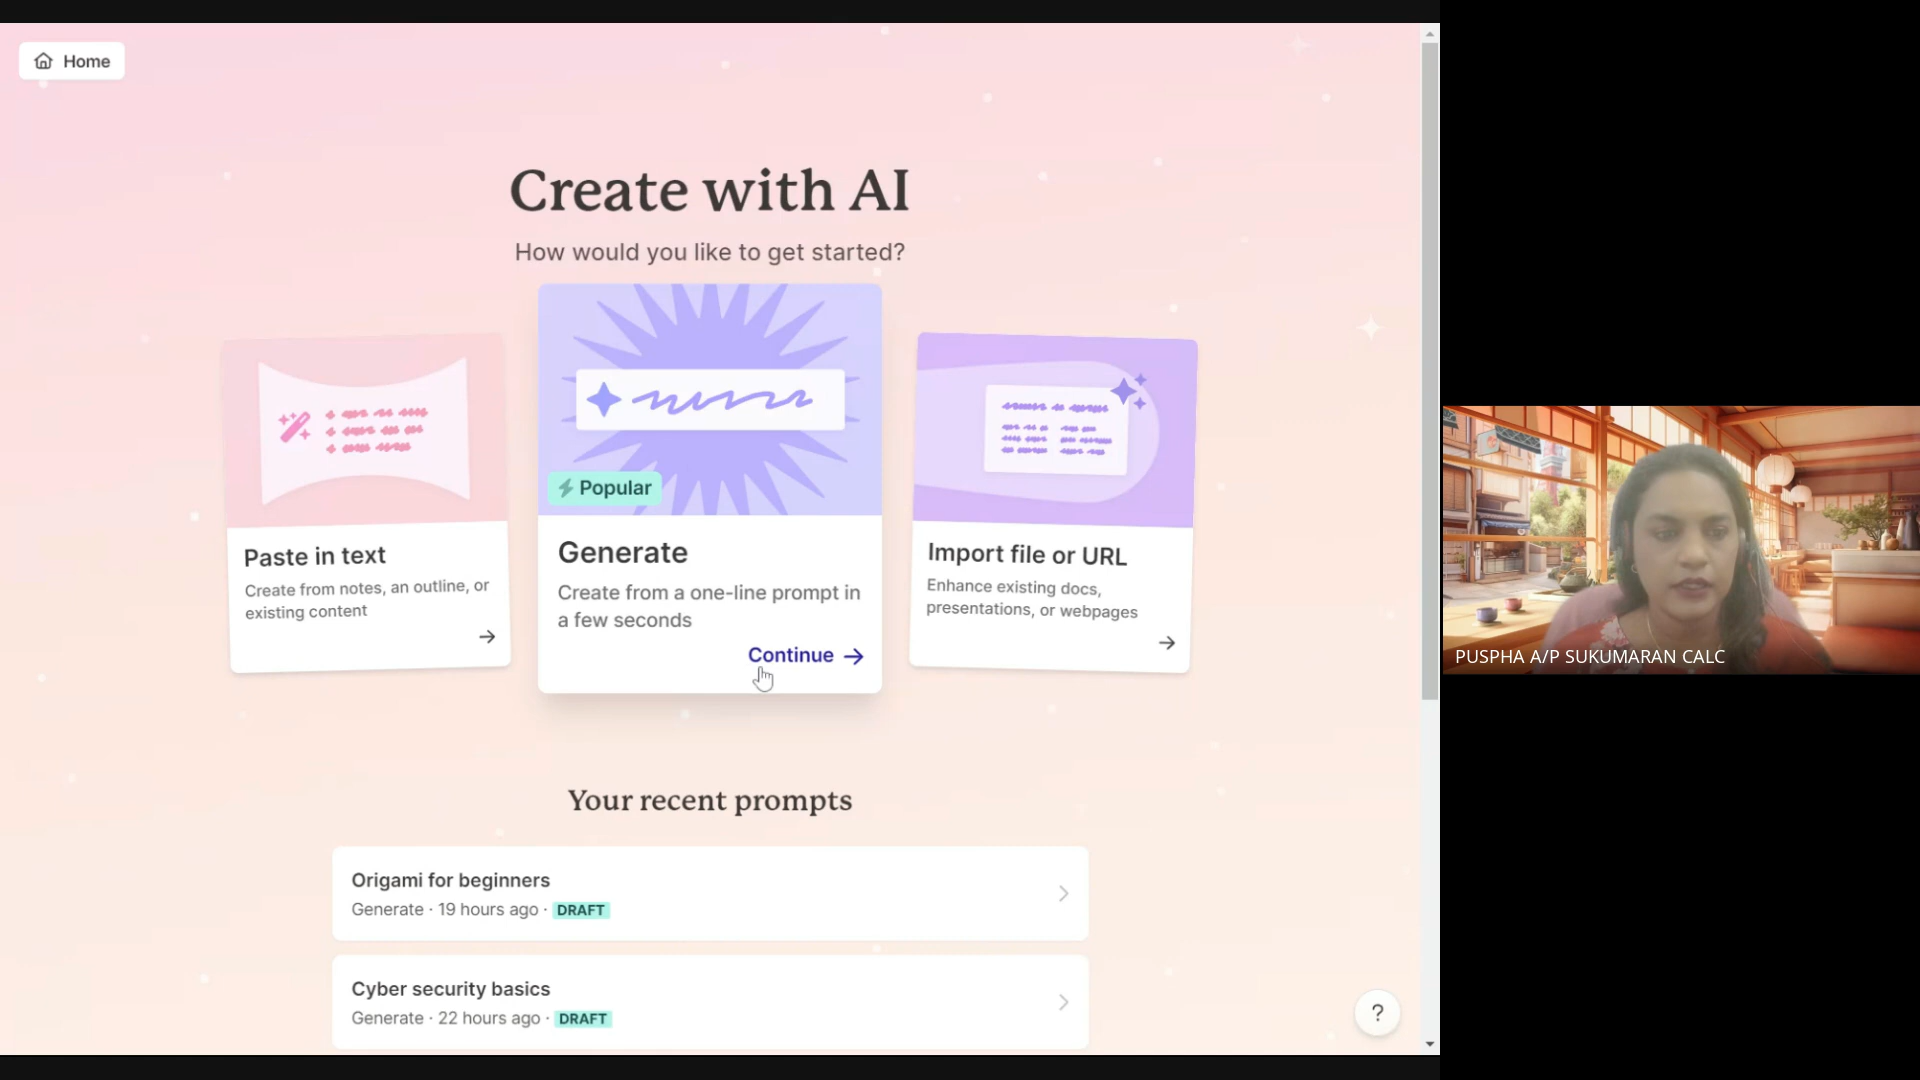 Home
Create with AI
How would you like to get started?
Paste in text
Create from notes, an outline, or
existing content
Popular
Generate
Create from a one-line prompt in
a few seconds
Continue
Import file or URL
Enhance existing docs,
presentations, or webpages
Your recent prompts
Origami for beginners
Generate · 19 hours ago · DRAFT
Cyber security basics
Generate · 22 hours ago · DRAFT
?
PUSPHA A/P SUKUMARAN CALC